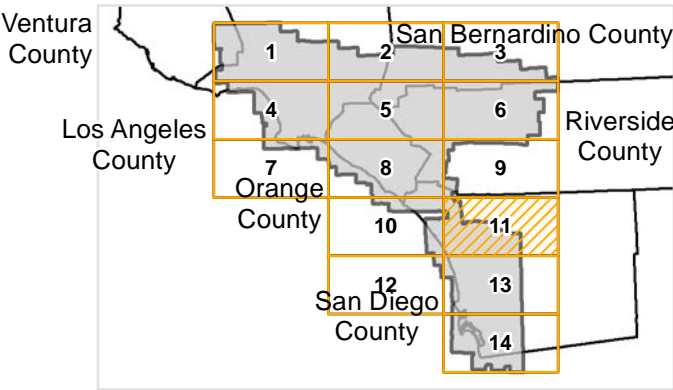 Ventura
County
San Bernardino County
1
2
3
4
5
6
Los Angeles
County
Riverside
County
7
8
9
Orange
County
10
11
12
13
San Diego
County
14